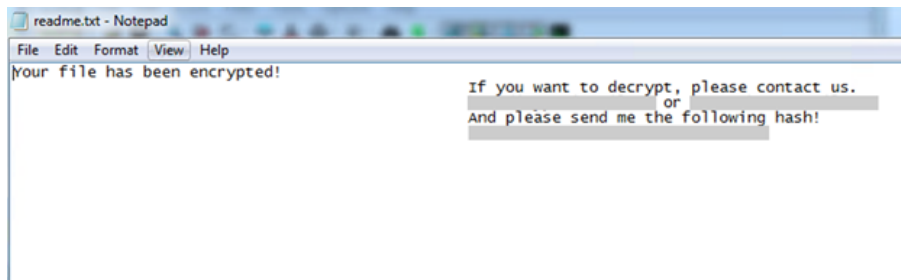 readme.txt - Notepad
File Edit Format View Help
Your file has been encrypted!
If you want to decrypt, please contact us.
or
And please send me the following hash!